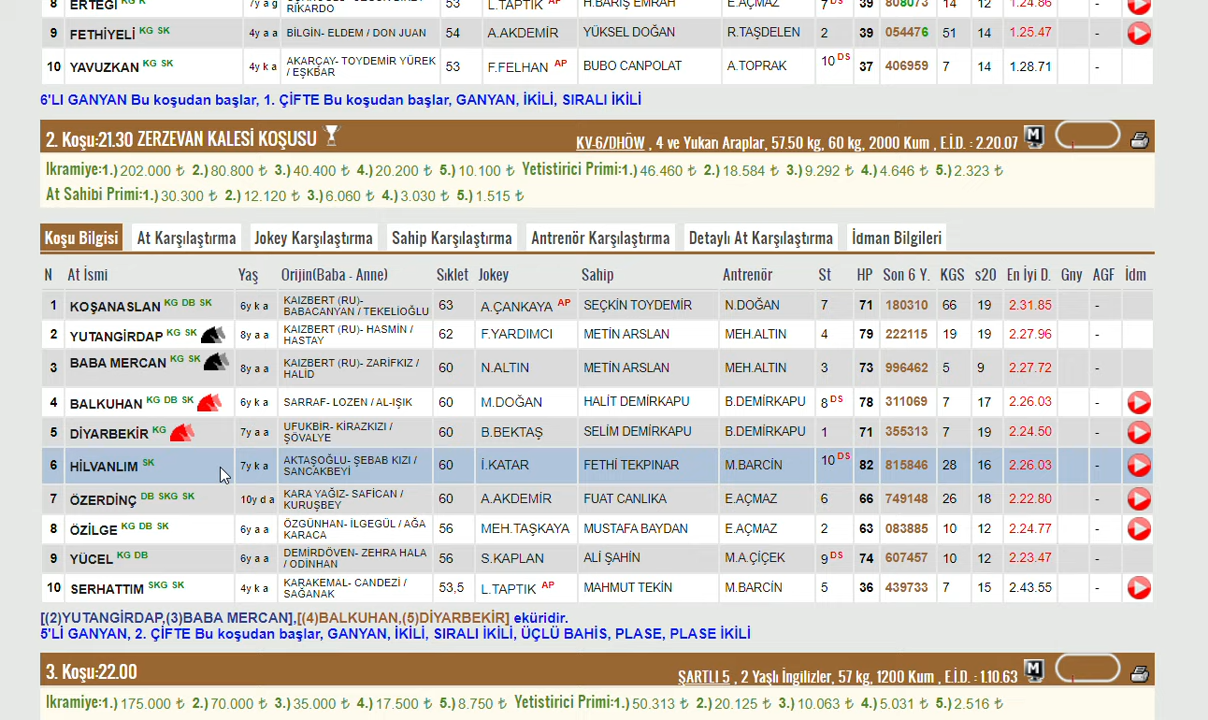 8 ERTEGİ KG K 7y a g RİKARDO 53 L.TAPTIK AP H.BARIŞ EMRAH E.AÇMAZ 7 DS 39 808073 14 12 1.24.86 -
9 FETHİYELİ KG SK 4y a a BİLGİN- ELDEM / DON JUAN 54 A.AKDEMİR YÜKSEL DOĞAN R.TAŞDELEN 2 39 054476 51 14 1.25.47 -
10 YAVUZKAN KG SK 4y k a AKARÇAY- TOYDEMİR YÜREK / EŞKBAR 53 F.FELHAN AP BUBO CANPOLAT A.TOPRAK 10 DS 37 406959 7 14 1.28.71 -
6'LI GANYAN Bu koşudan başlar, 1. ÇİFTE Bu koşudan başlar, GANYAN, İKİLİ, SIRALI İKİLİ
2. Koşu:21.30 ZERZEVAN KALESİ KOŞUSU KV-6/DHÖW , 4 ve Yukarı Araplar, 57.50 kg, 60 kg, 2000 Kum , E.İ.D. : 2.20.07 M
İkramiye:1.) 202.000 ₺ 2.) 80.800 ₺ 3.) 40.400 ₺ 4.) 20.200 ₺ 5.) 10.100 ₺ Yetistirici Primi:1.) 46.460 ₺ 2.) 18.584 ₺ 3.) 9.292 ₺ 4.) 4.646 ₺ 5.) 2.323 ₺
At Sahibi Primi:1.) 30.300 ₺ 2.) 12.120 ₺ 3.) 6.060 ₺ 4.) 3.030 ₺ 5.) 1.515 ₺
Koşu Bilgisi At Karşılaştırma Jokey Karşılaştırma Sahip Karşılaştırma Antrenör Karşılaştırma Detaylı At Karşılaştırma İdman Bilgileri
N At İsmi Yaş Orijin(Baba - Anne) Sıklet Jokey Sahip Antrenör St HP Son 6 Y. KGS s20 En İyi D. Gny AGF İdm
1 KOŞANASLAN KG DB SK 6y k a KAIZBERT (RU)- BABACANYAN / TEKELİOĞLU 63 A.ÇANKAYA AP SEÇKİN TOYDEMİR N.DOĞAN 7 71 180310 66 19 2.31.85 -
2 YUTANGİRDAP KG SK 8y a a KAIZBERT (RU)- HASMİN / HASTAY 62 F.YARDIMCI METİN ARSLAN MEH.ALTIN 4 79 222115 19 19 2.27.96 -
3 BABA MERCAN KG SK 8y a a KAIZBERT (RU)- ZARİFKIZ / HALİD 60 N.ALTIN METİN ARSLAN MEH.ALTIN 3 73 996462 5 9 2.27.72 -
4 BALKUHAN KG DB SK 6y k a SARRAF- LOZEN / AL-IŞIK 60 M.DOĞAN HALİT DEMİRKAPU B.DEMİRKAPU 8 DS 78 311069 7 17 2.26.03 -
5 DİYARBEKİR KG 7y a a UFUKBİR- KİRAZKIZI / ŞÖVALYE 60 B.BEKTAŞ SELİM DEMİRKAPU B.DEMİRKAPU 1 71 355313 7 19 2.24.50 -
6 HİLVANLIM SK 7y k a AKTAŞOĞLU- ŞEBAB KIZI / SANCAKBEYİ 60 İ.KATAR FETHİ TEKPINAR M.BARCİN 10 DS 82 815846 28 16 2.26.03 -
7 ÖZERDİNÇ DB SKG SK 10y d a KARA YAĞIZ- SAFİCAN / KURUŞBEY 60 A.AKDEMİR FUAT CANLIKA E.AÇMAZ 6 66 749148 26 18 2.22.80 -
8 ÖZİLGE KG DB SK 6y a a ÖZGÜNHAN- İLGEGÜL / AĞA KARACA 56 MEH.TAŞKAYA MUSTAFA BAYDAN E.AÇMAZ 2 63 083885 10 12 2.24.77 -
9 YÜCEL KG DB 6y a a DEMİRDÖVEN- ZEHRA HALA / ODİNHAN 56 S.KAPLAN ALİ ŞAHİN M.A.ÇİÇEK 9 DS 74 607457 10 12 2.23.47 -
10 SERHATTIM SKG SK 4y k a KARAKEMAL- CANDEZİ / SAĞANAK 53,5 L.TAPTIK AP MAHMUT TEKİN M.BARCİN 5 36 439733 7 15 2.43.55 -
[(2)YUTANGİRDAP,(3)BABA MERCAN],[(4)BALKUHAN,(5)DİYARBEKİR] eküridir.
5'Lİ GANYAN, 2. ÇİFTE Bu koşudan başlar, GANYAN, İKİLİ, SIRALI İKİLİ, ÜÇLÜ BAHİS, PLASE, PLASE İKİLİ
3. Koşu:22.00 ŞARTLI 5 , 2 Yaşlı İngilizler, 57 kg, 1200 Kum , E.İ.D. : 1.10.63 M
İkramiye:1.) 175.000 ₺ 2.) 70.000 ₺ 3.) 35.000 ₺ 4.) 17.500 ₺ 5.) 8.750 ₺ Yetistirici Primi:1.) 50.313 ₺ 2.) 20.125 ₺ 3.) 10.063 ₺ 4.) 5.031 ₺ 5.) 2.516 ₺